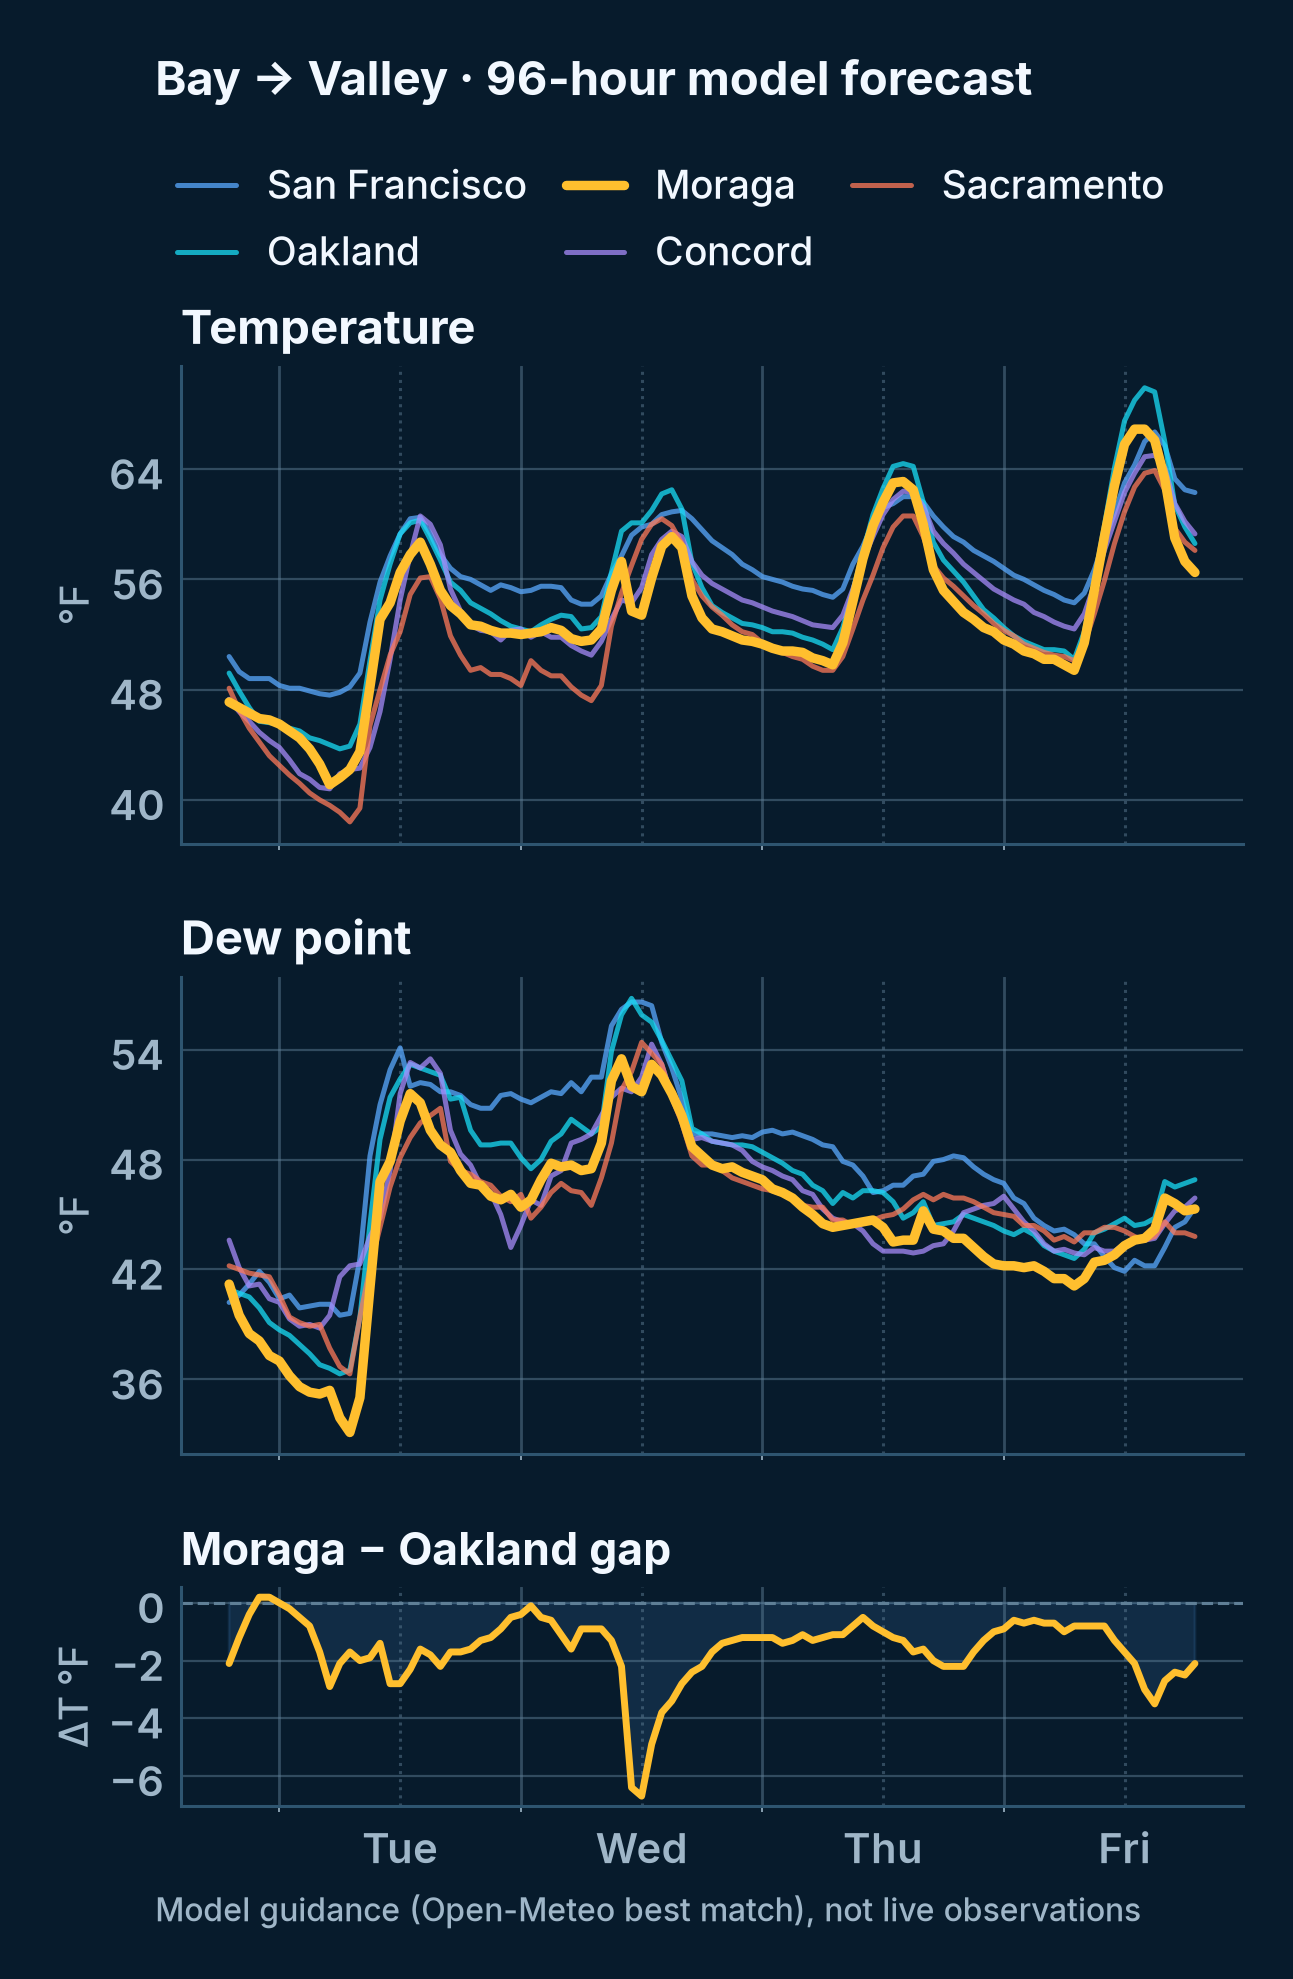 Bay → Valley · 96-hour model forecast
San Francisco Moraga Sacramento
Oakland Concord
Temperature
64
56
48
40
°F
Dew point
54
48
42
36
°F
Moraga − Oakland gap
0
−2
−4
−6
ΔT °F
Tue Wed Thu Fri
Model guidance (Open-Meteo best match), not live observations